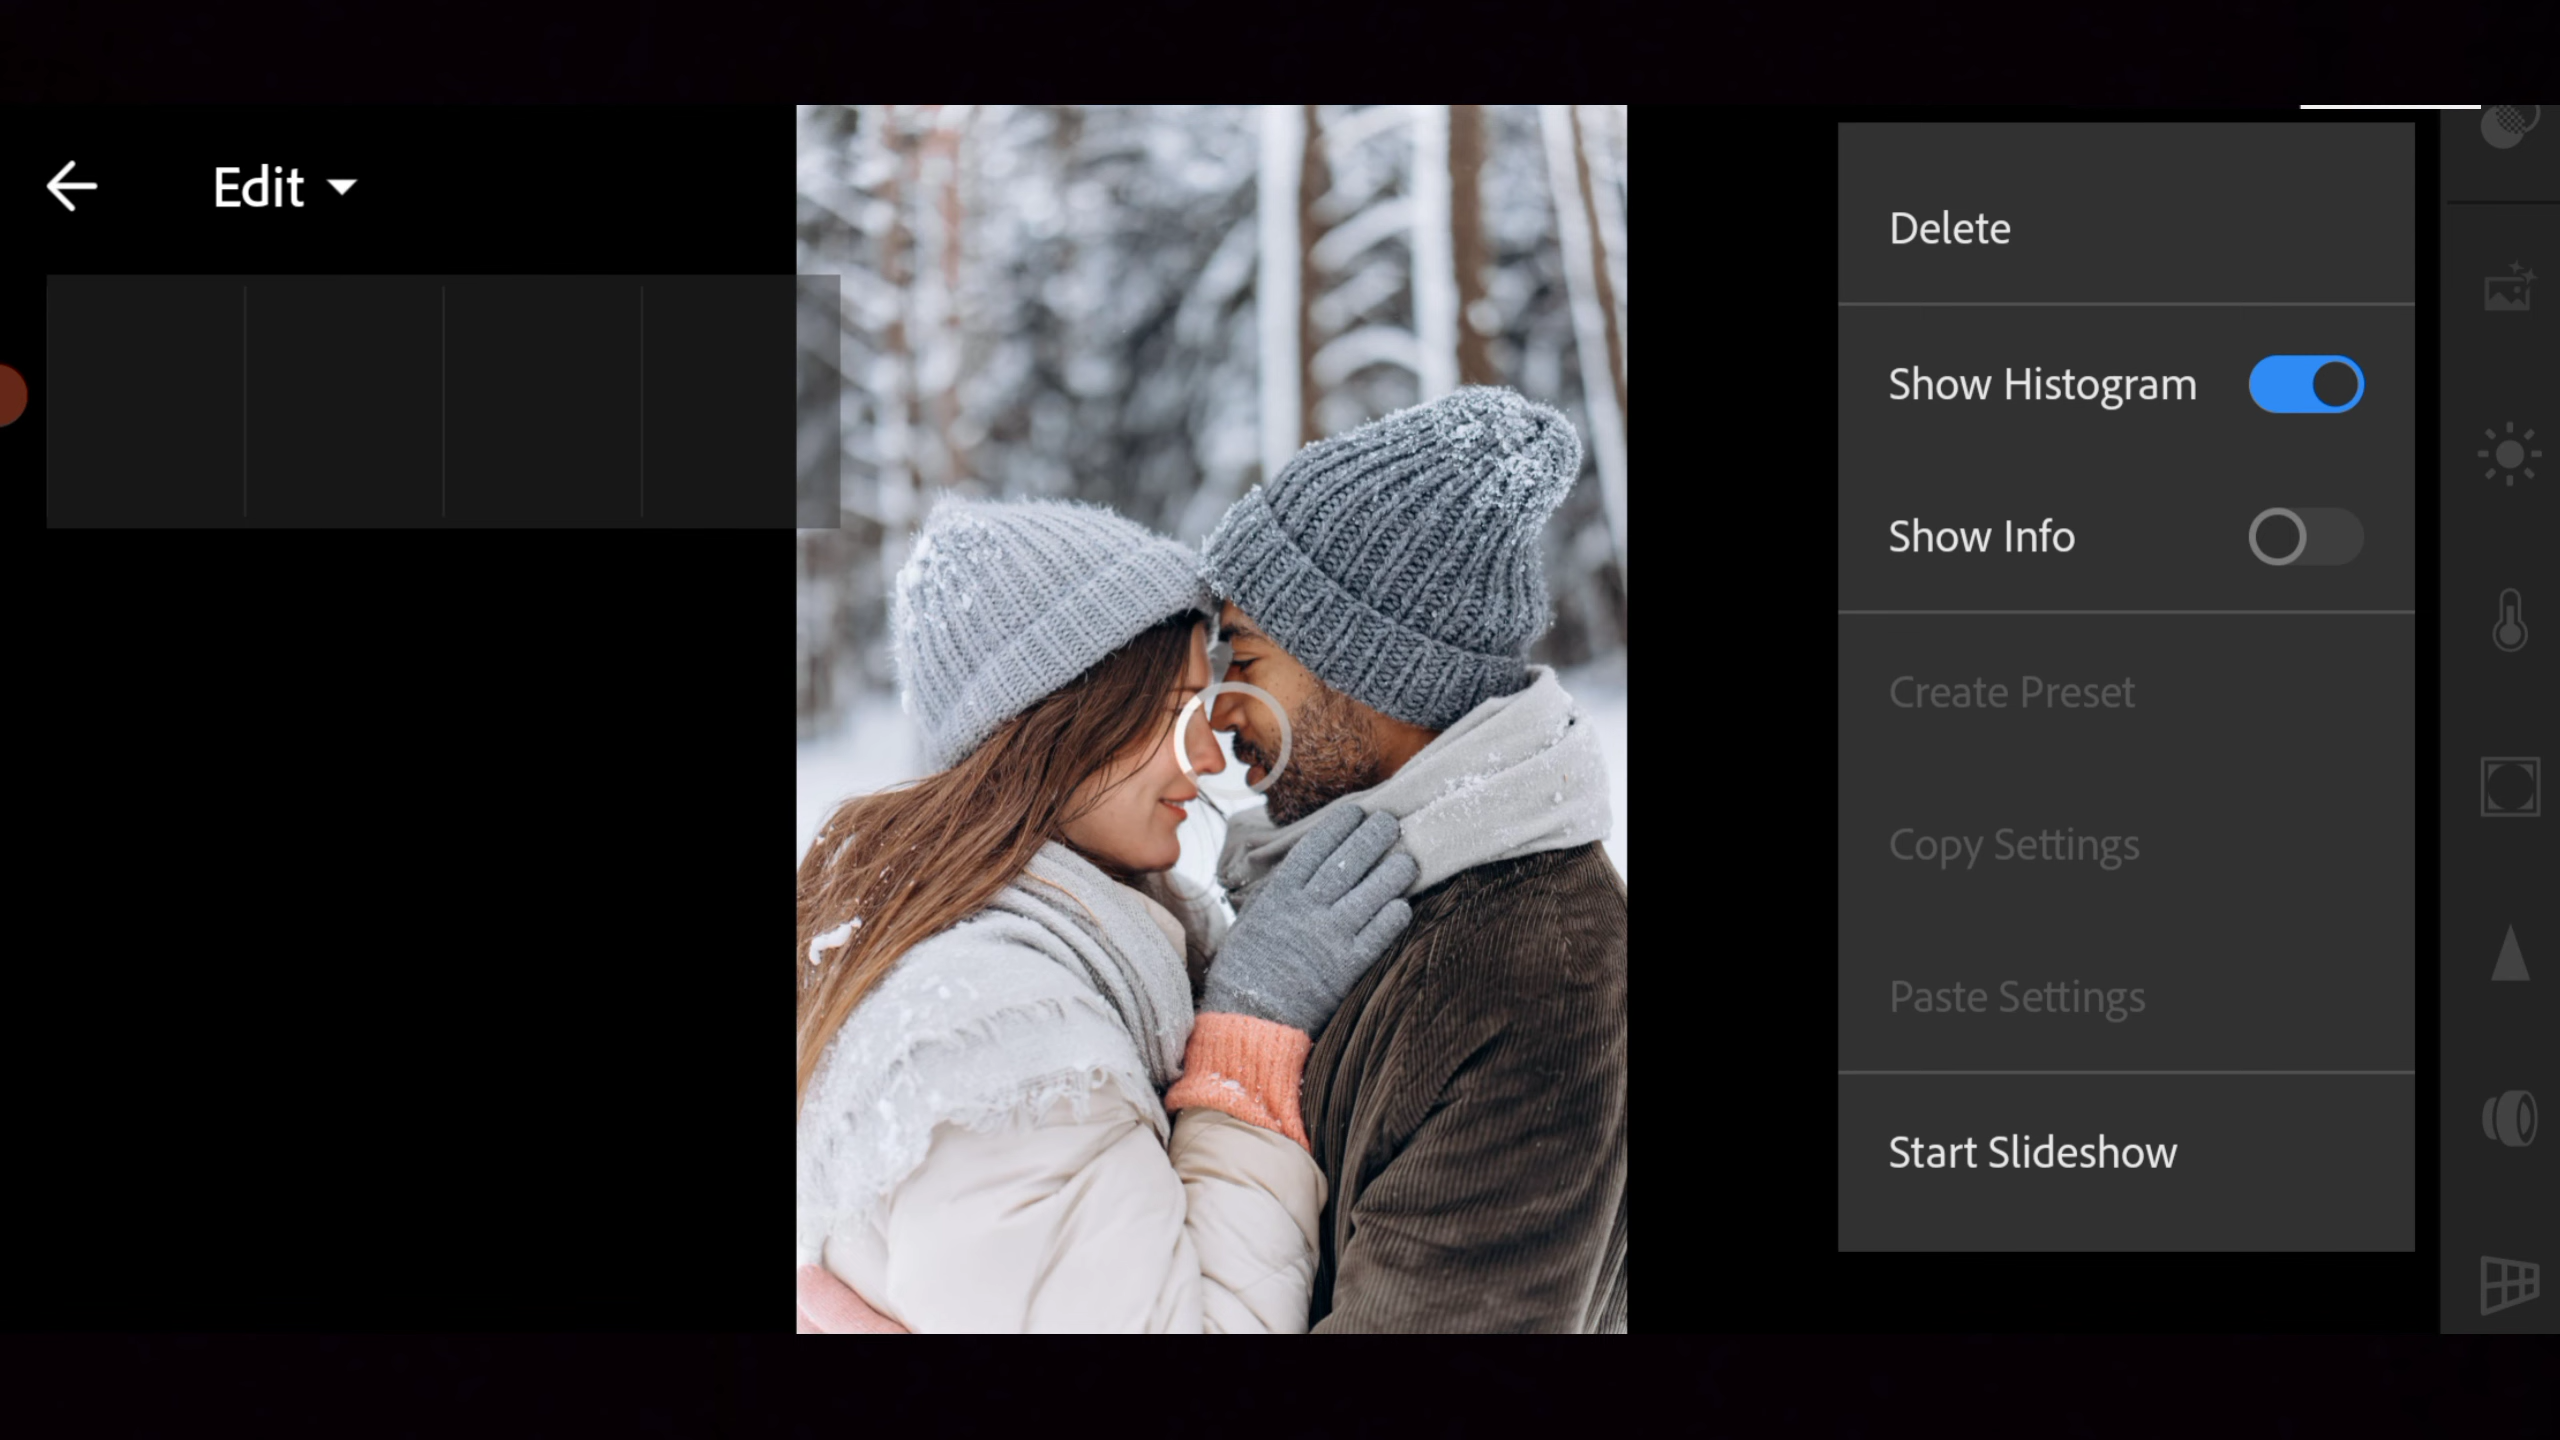 Edit
Delete
Show Histogram
Show Info
Create Preset
Copy Settings
Paste Settings
Start Slideshow